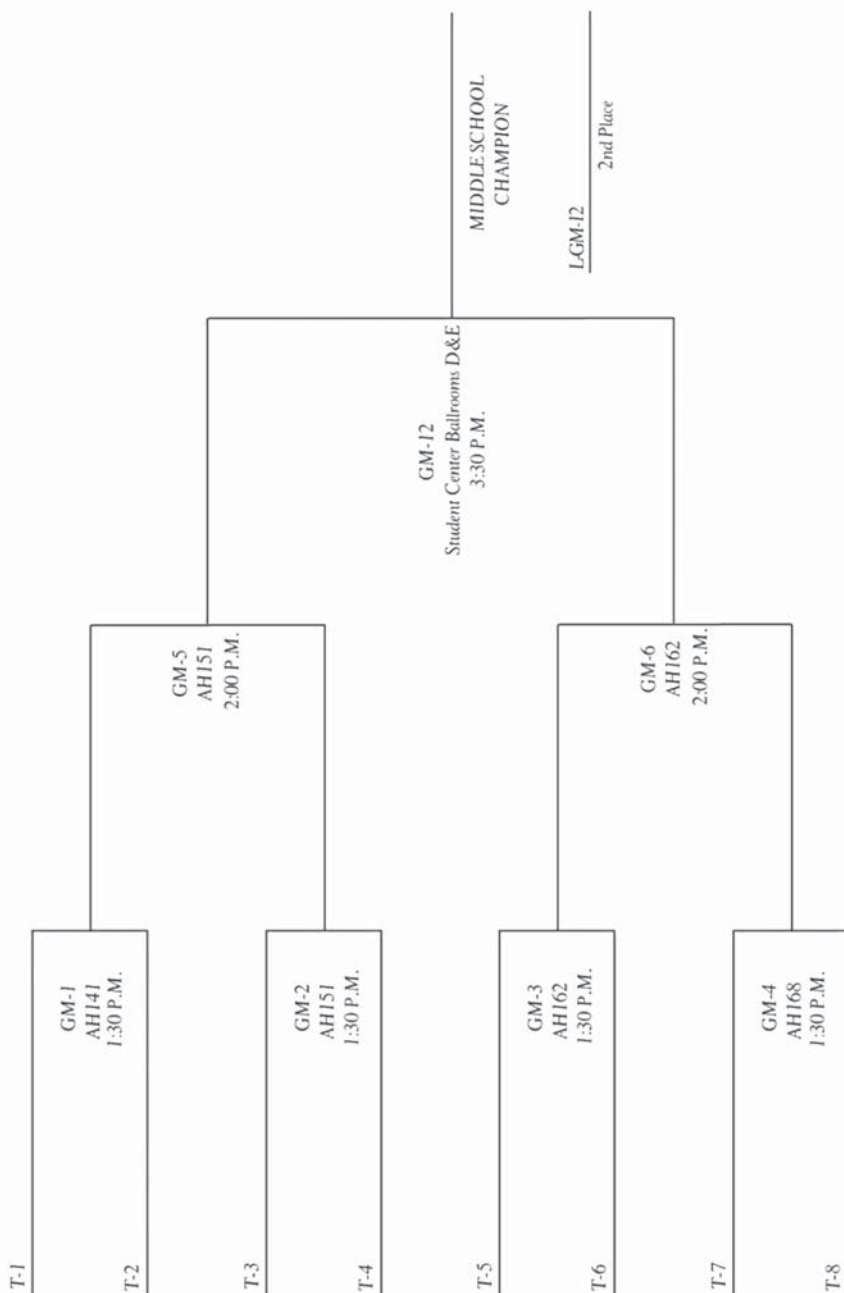 T-1
GM-1
AH141
1:30 P.M.
T-2
T-3
GM-2
AH151
1:30 P.M.
T-4
T-5
GM-3
AH162
1:30 P.M.
T-6
T-7
GM-4
AH168
1:30 P.M.
T-8
GM-5
AH151
2:00 P.M.
GM-6
AH162
2:00 P.M.
GM-12
Student Center Ballrooms D&E
3:30 P.M.
MIDDLE SCHOOL
CHAMPION
L-GM-12
2nd Place